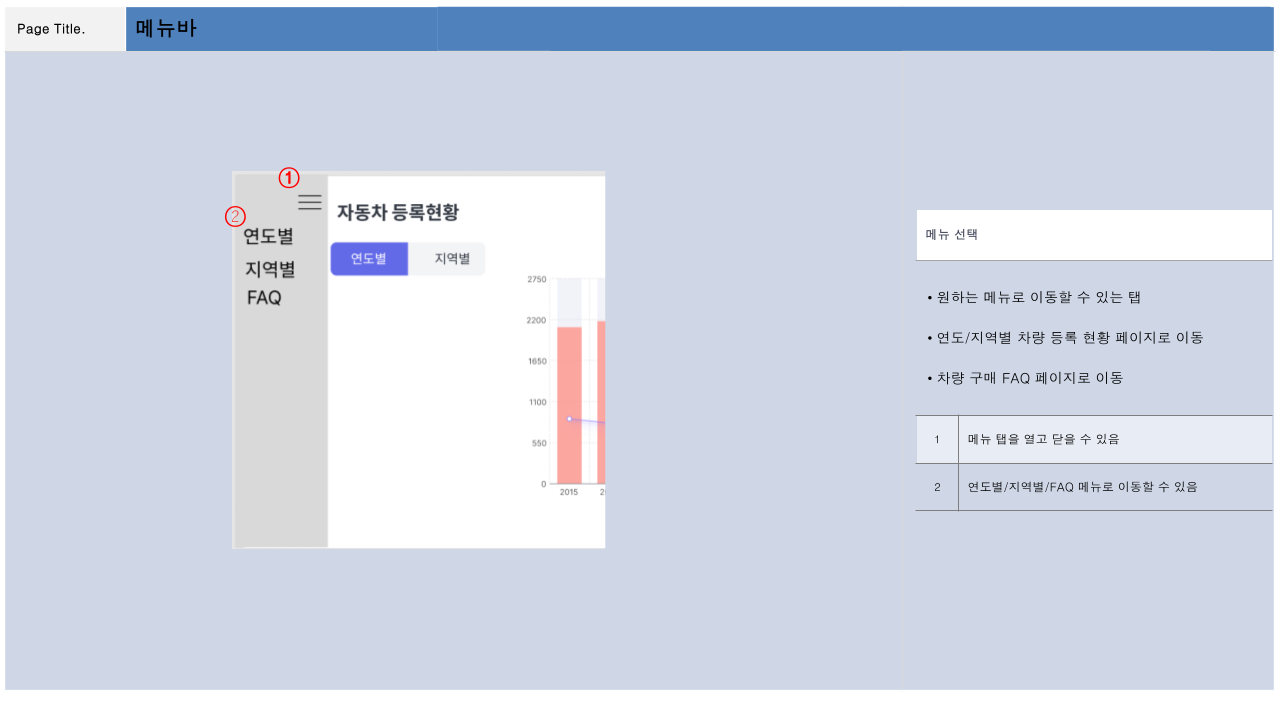 Page Title.
메뉴바
①
②
연도별
지역별
FAQ
자동차 등록현황
연도별 지역별
2750
2200
1650
1100
550
0
2015 2
메뉴 선택
• 원하는 메뉴로 이동할 수 있는 탭
• 연도/지역별 차량 등록 현황 페이지로 이동
• 차량 구매 FAQ 페이지로 이동
1 메뉴 탭을 열고 닫을 수 있음
2 연도별/지역별/FAQ 메뉴로 이동할 수 있음